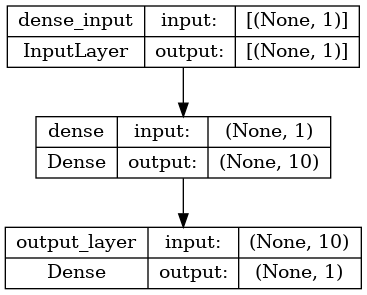 dense_input input: [(None, 1)]
InputLayer output: [(None, 1)]
dense input: (None, 1)
Dense output: (None, 10)
output_layer input: (None, 10)
Dense output: (None, 1)